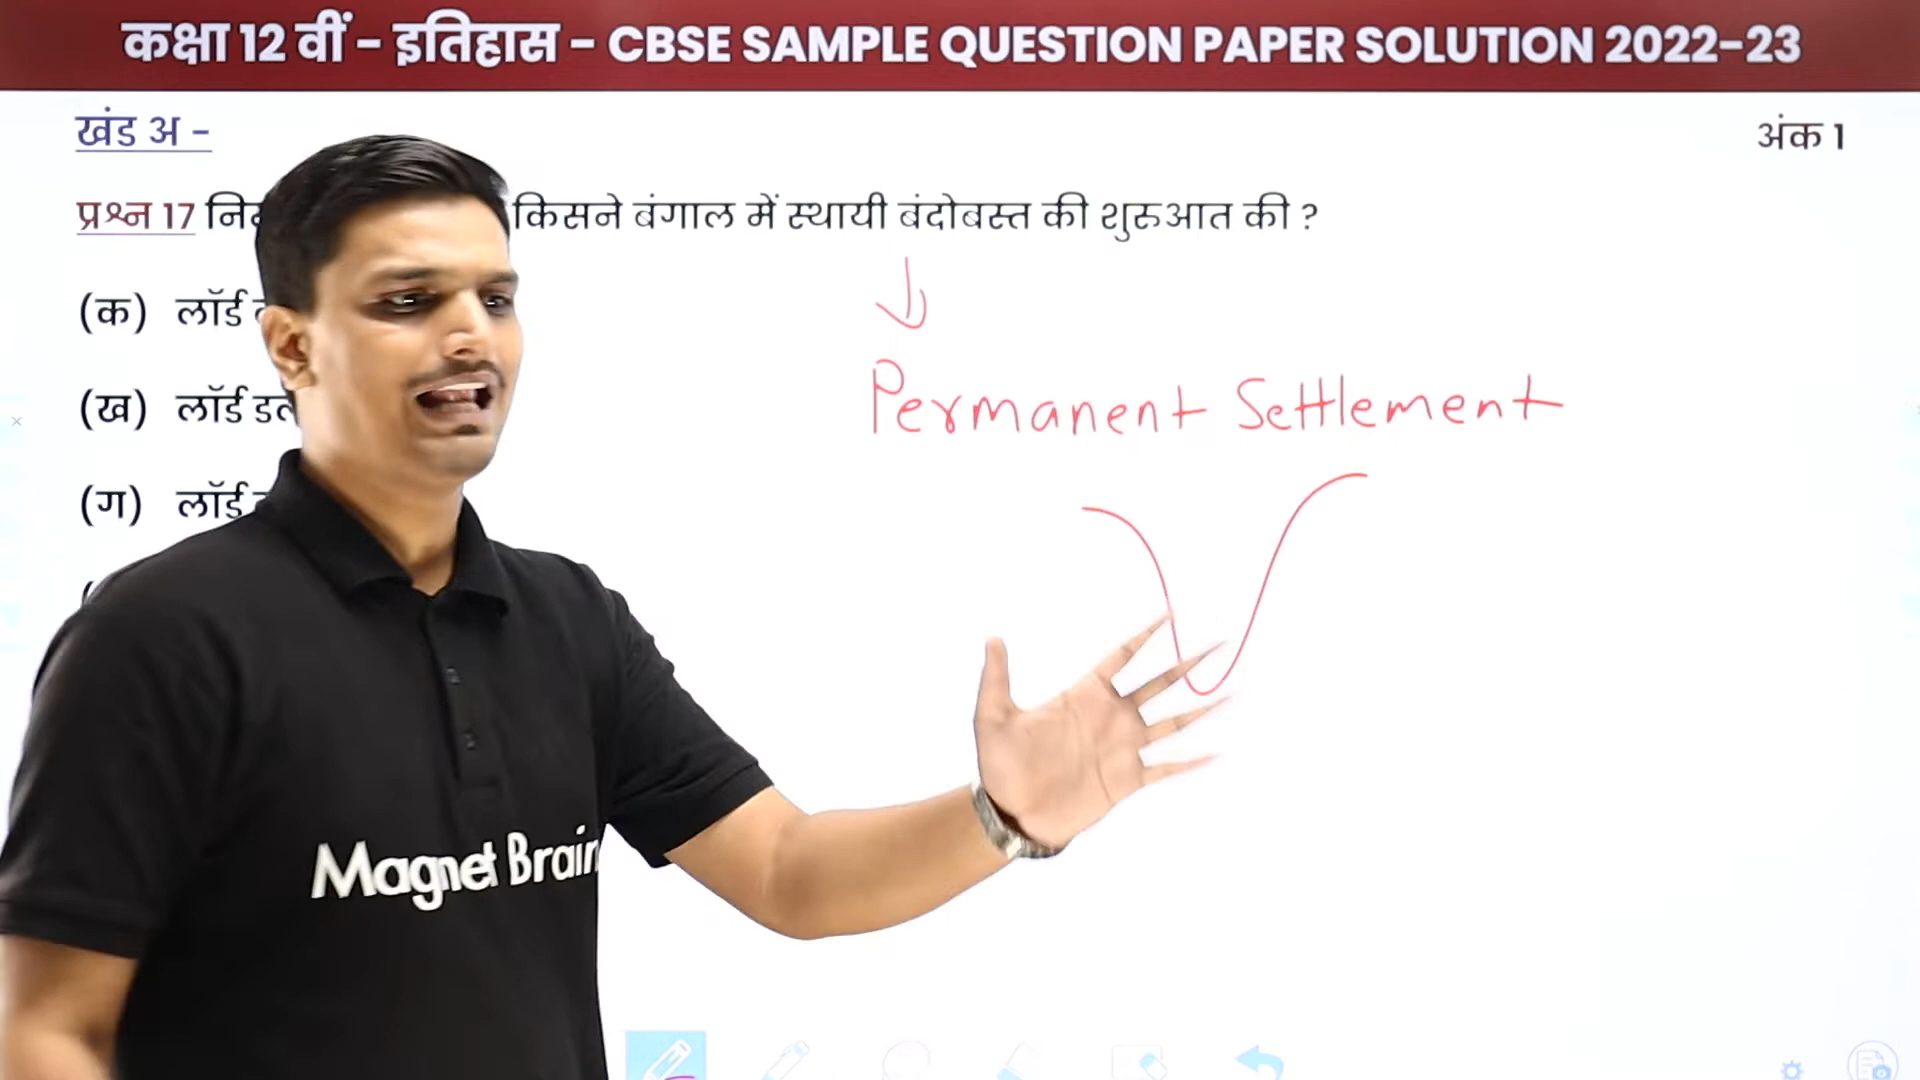 कक्षा 12 वीं - इतिहास - CBSE SAMPLE QUESTION PAPER SOLUTION 2022-23
खंड अ -
अंक 1
प्रश्न 17 किसने बंगाल में स्थायी बंदोबस्त की शुरुआत की ?
(क) लॉर्ड
(ख) लॉर्ड
(ग) लॉर्ड
Permanent Settlement
Magnet Brain